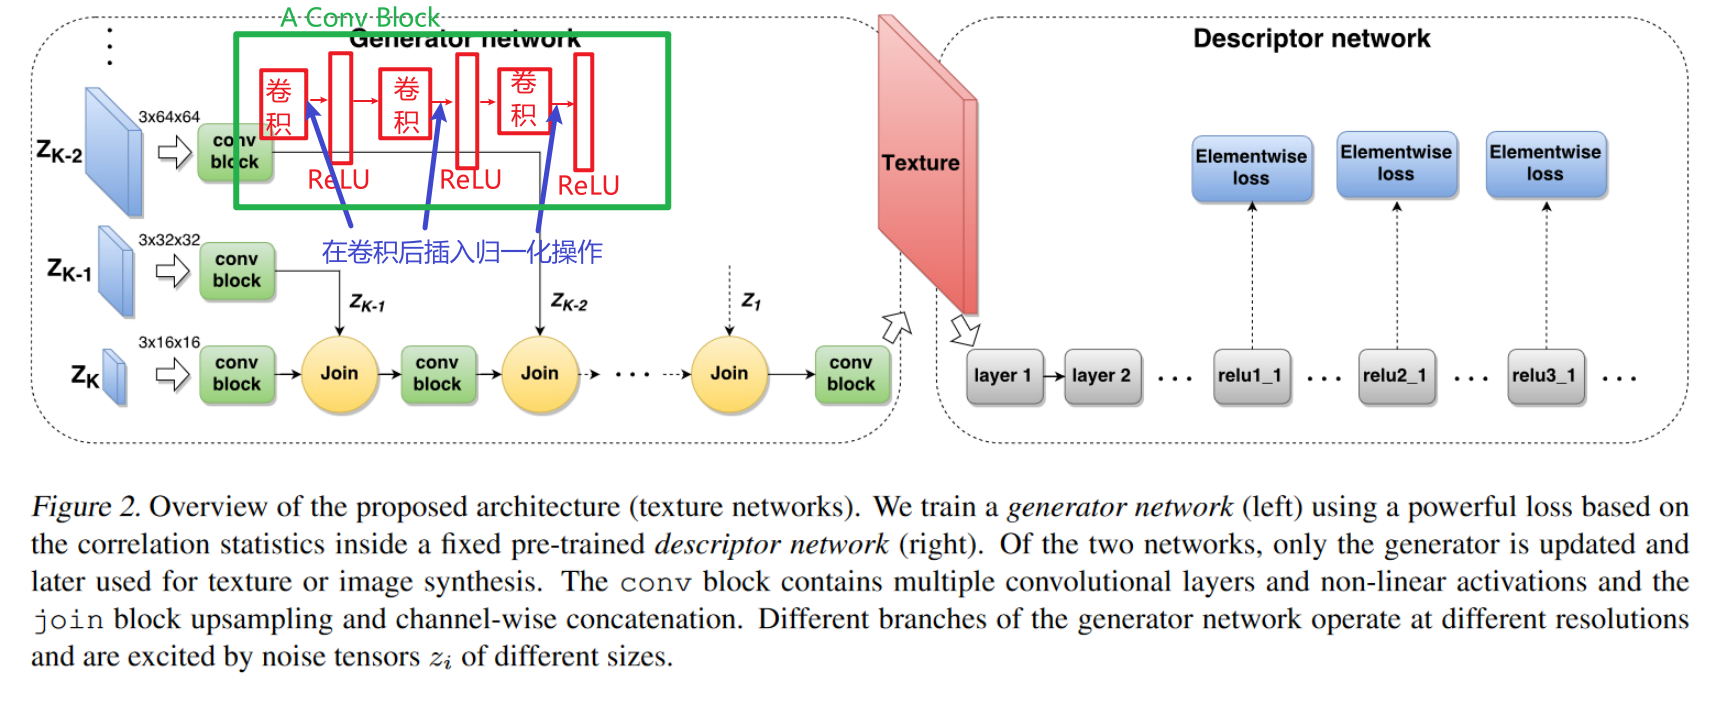 A Conv Block
Generator network
Descriptor network
卷积
卷积
卷积
ReLU
ReLU
ReLU
在卷积后插入归一化操作
ZK-2
3x64x64
conv block
ZK-1
3x32x32
conv block
ZK-1
ZK-2
Z1
ZK
3x16x16
conv block
Join
conv block
Join
...
Join
conv block
Texture
Elementwise loss
Elementwise loss
Elementwise loss
layer 1
layer 2
...
relu1_1
...
relu2_1
...
relu3_1
...
Figure 2. Overview of the proposed architecture (texture networks). We train a generator network (left) using a powerful loss based on
the correlation statistics inside a fixed pre-trained descriptor network (right). Of the two networks, only the generator is updated and
later used for texture or image synthesis. The conv block contains multiple convolutional layers and non-linear activations and the
join block upsampling and channel-wise concatenation. Different branches of the generator network operate at different resolutions
and are excited by noise tensors zi of different sizes.